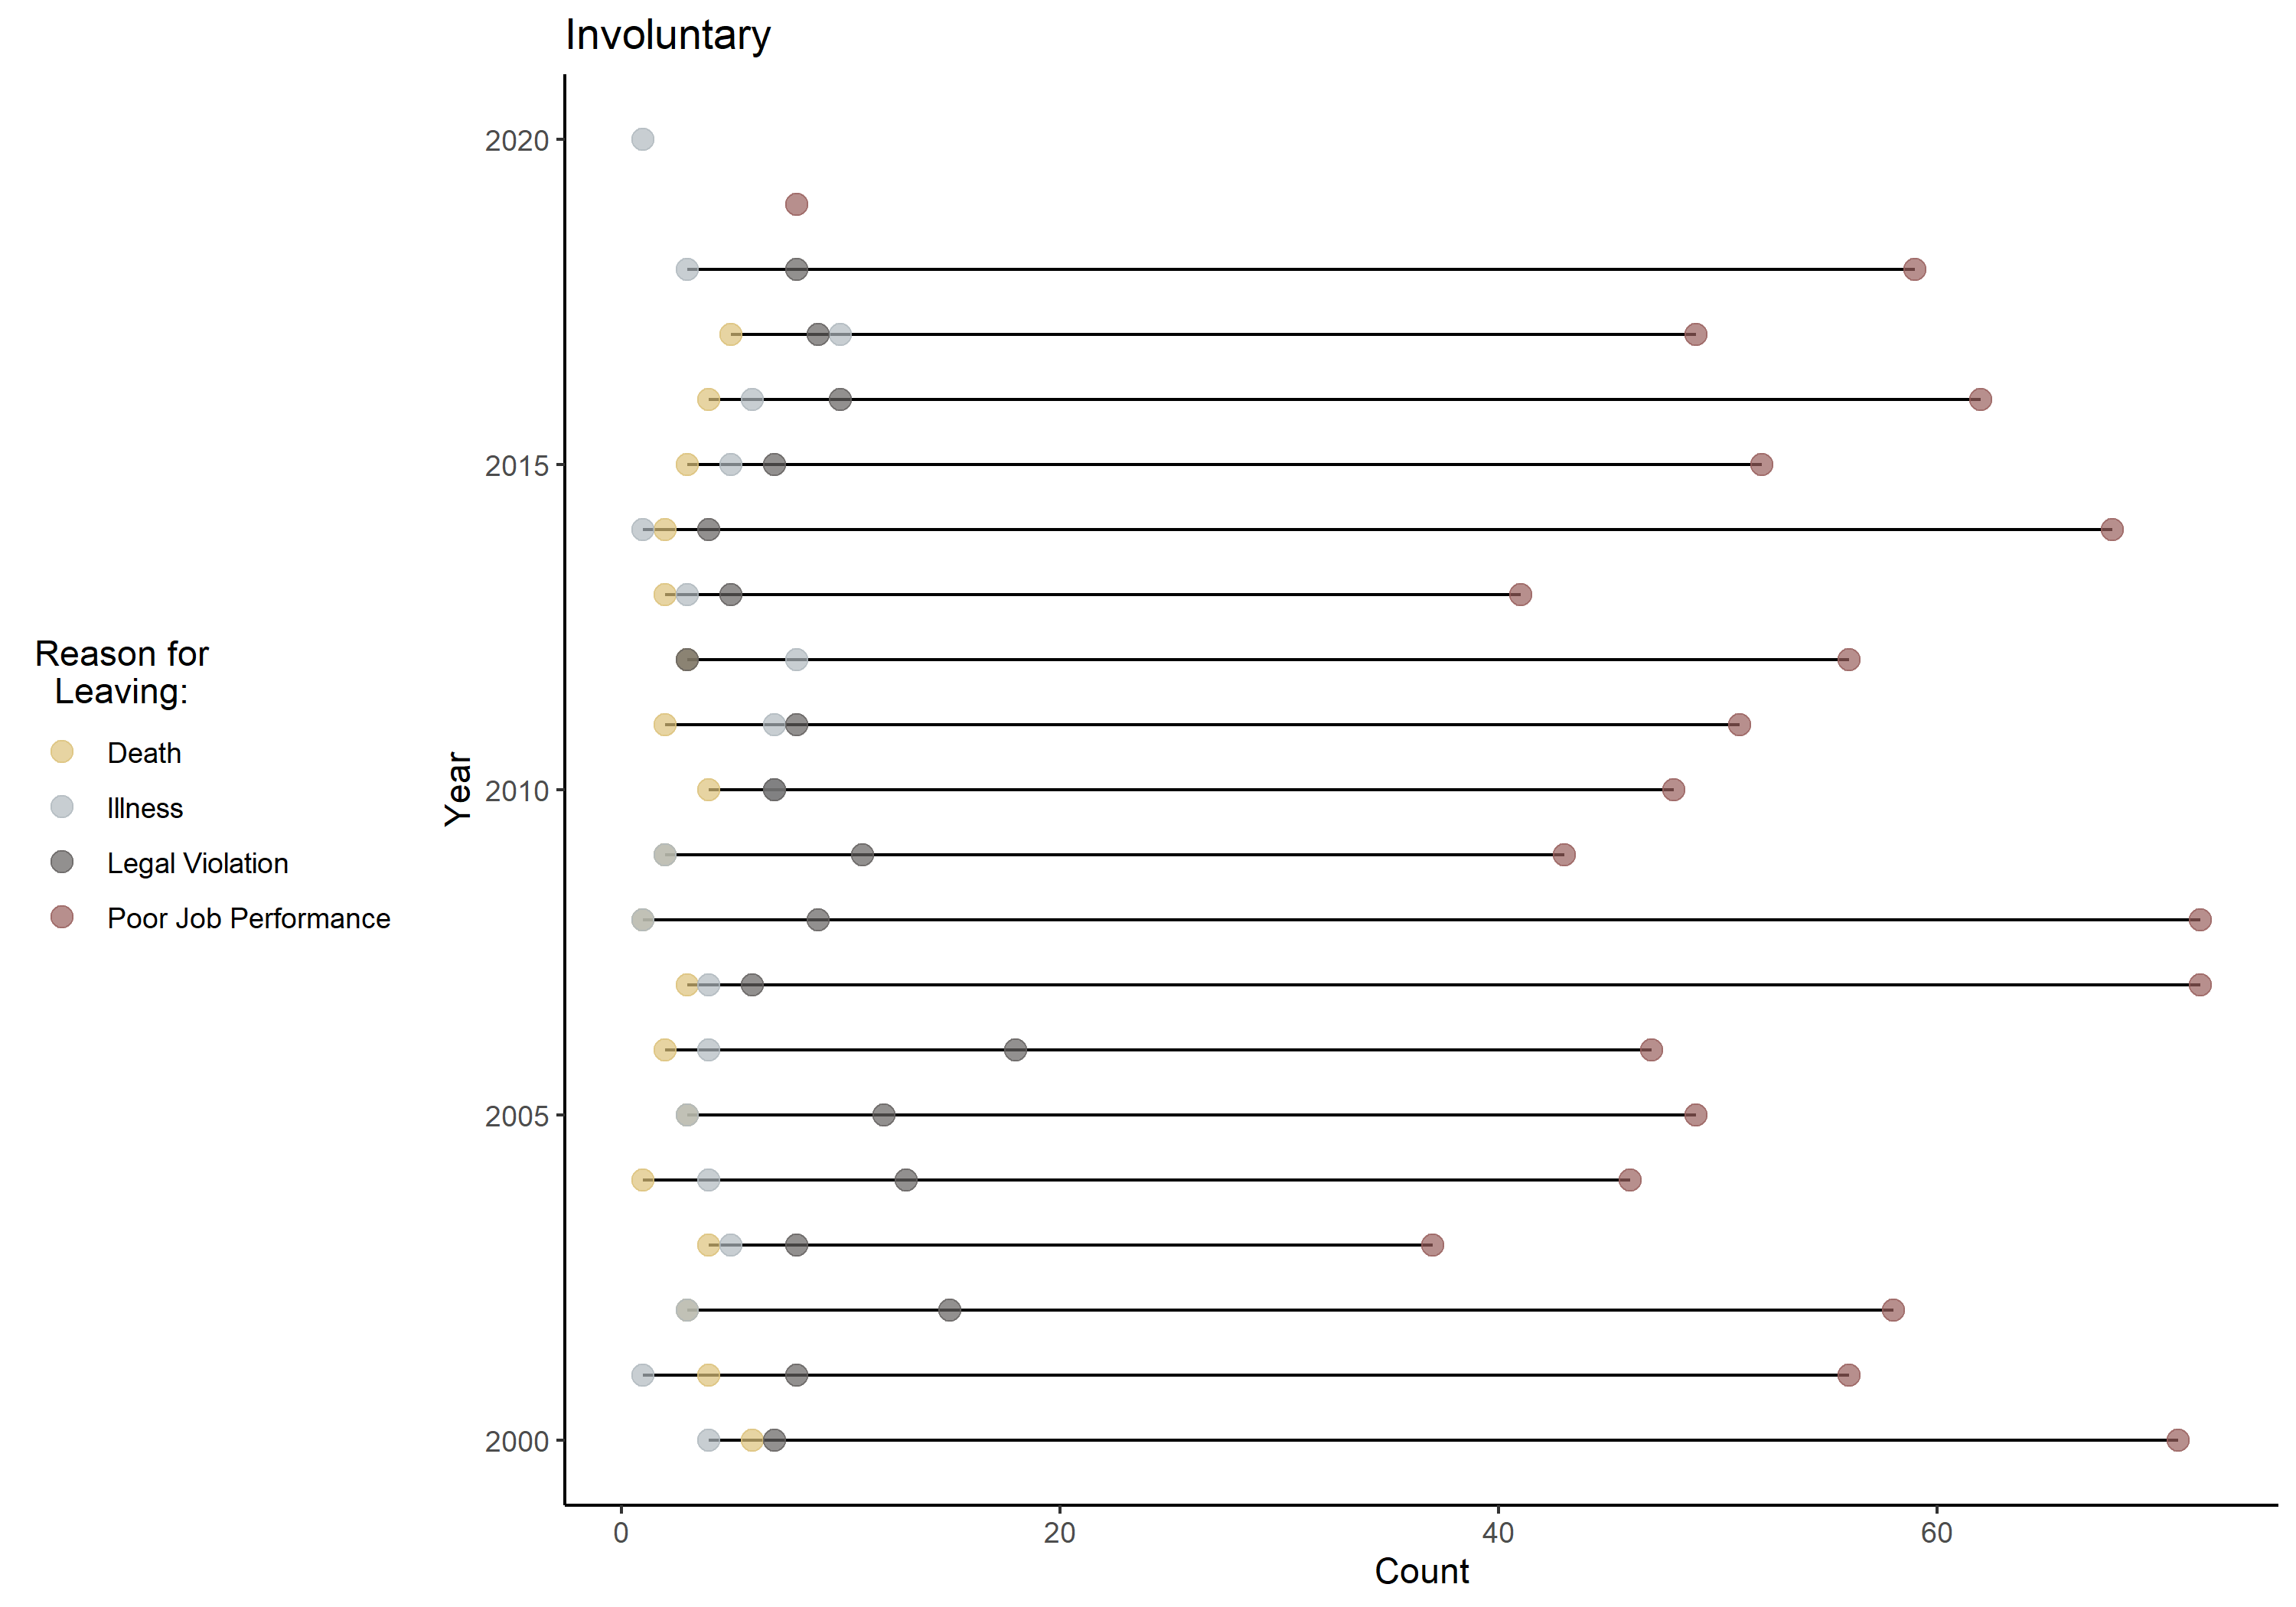 Involuntary
2020
2015
2010
2005
2000
Year
0 20 40 60
Count
Reason for
Leaving:
Death
Illness
Legal Violation
Poor Job Performance